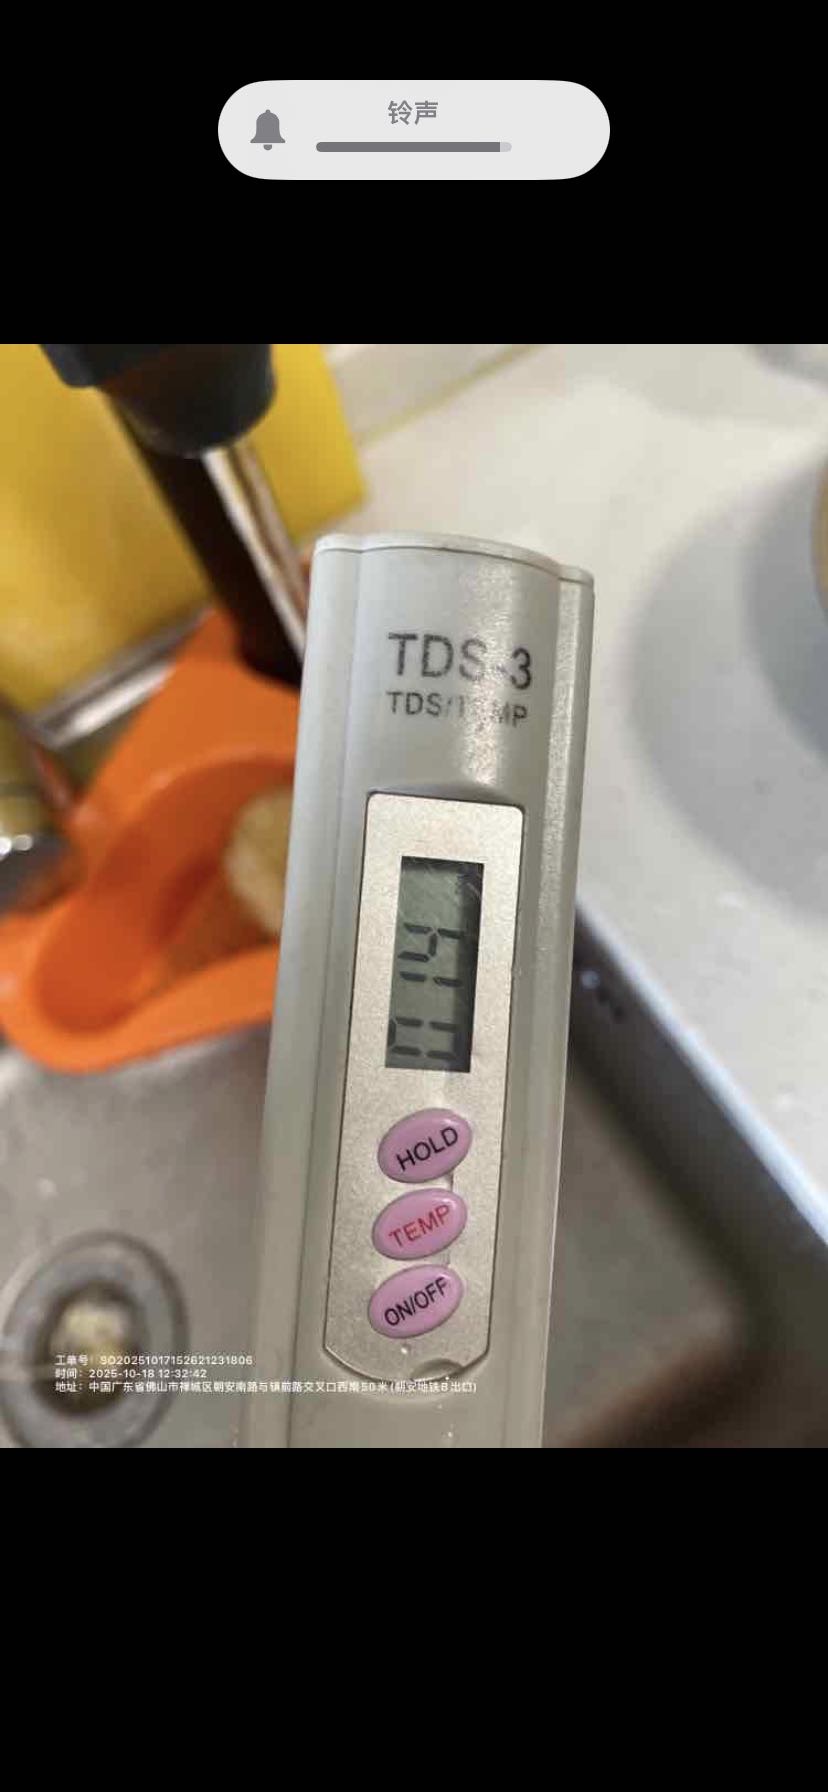 铃声
TDS-3
TDS/TEMP
HOLD
TEMP
ON/OFF
工单号：SO20251017152621231806
时间：2025-10-18 12:32:42
地址：中国广东省佛山市禅城区朝安南路与镇前路交叉口西南50米(朝安地铁B出口)